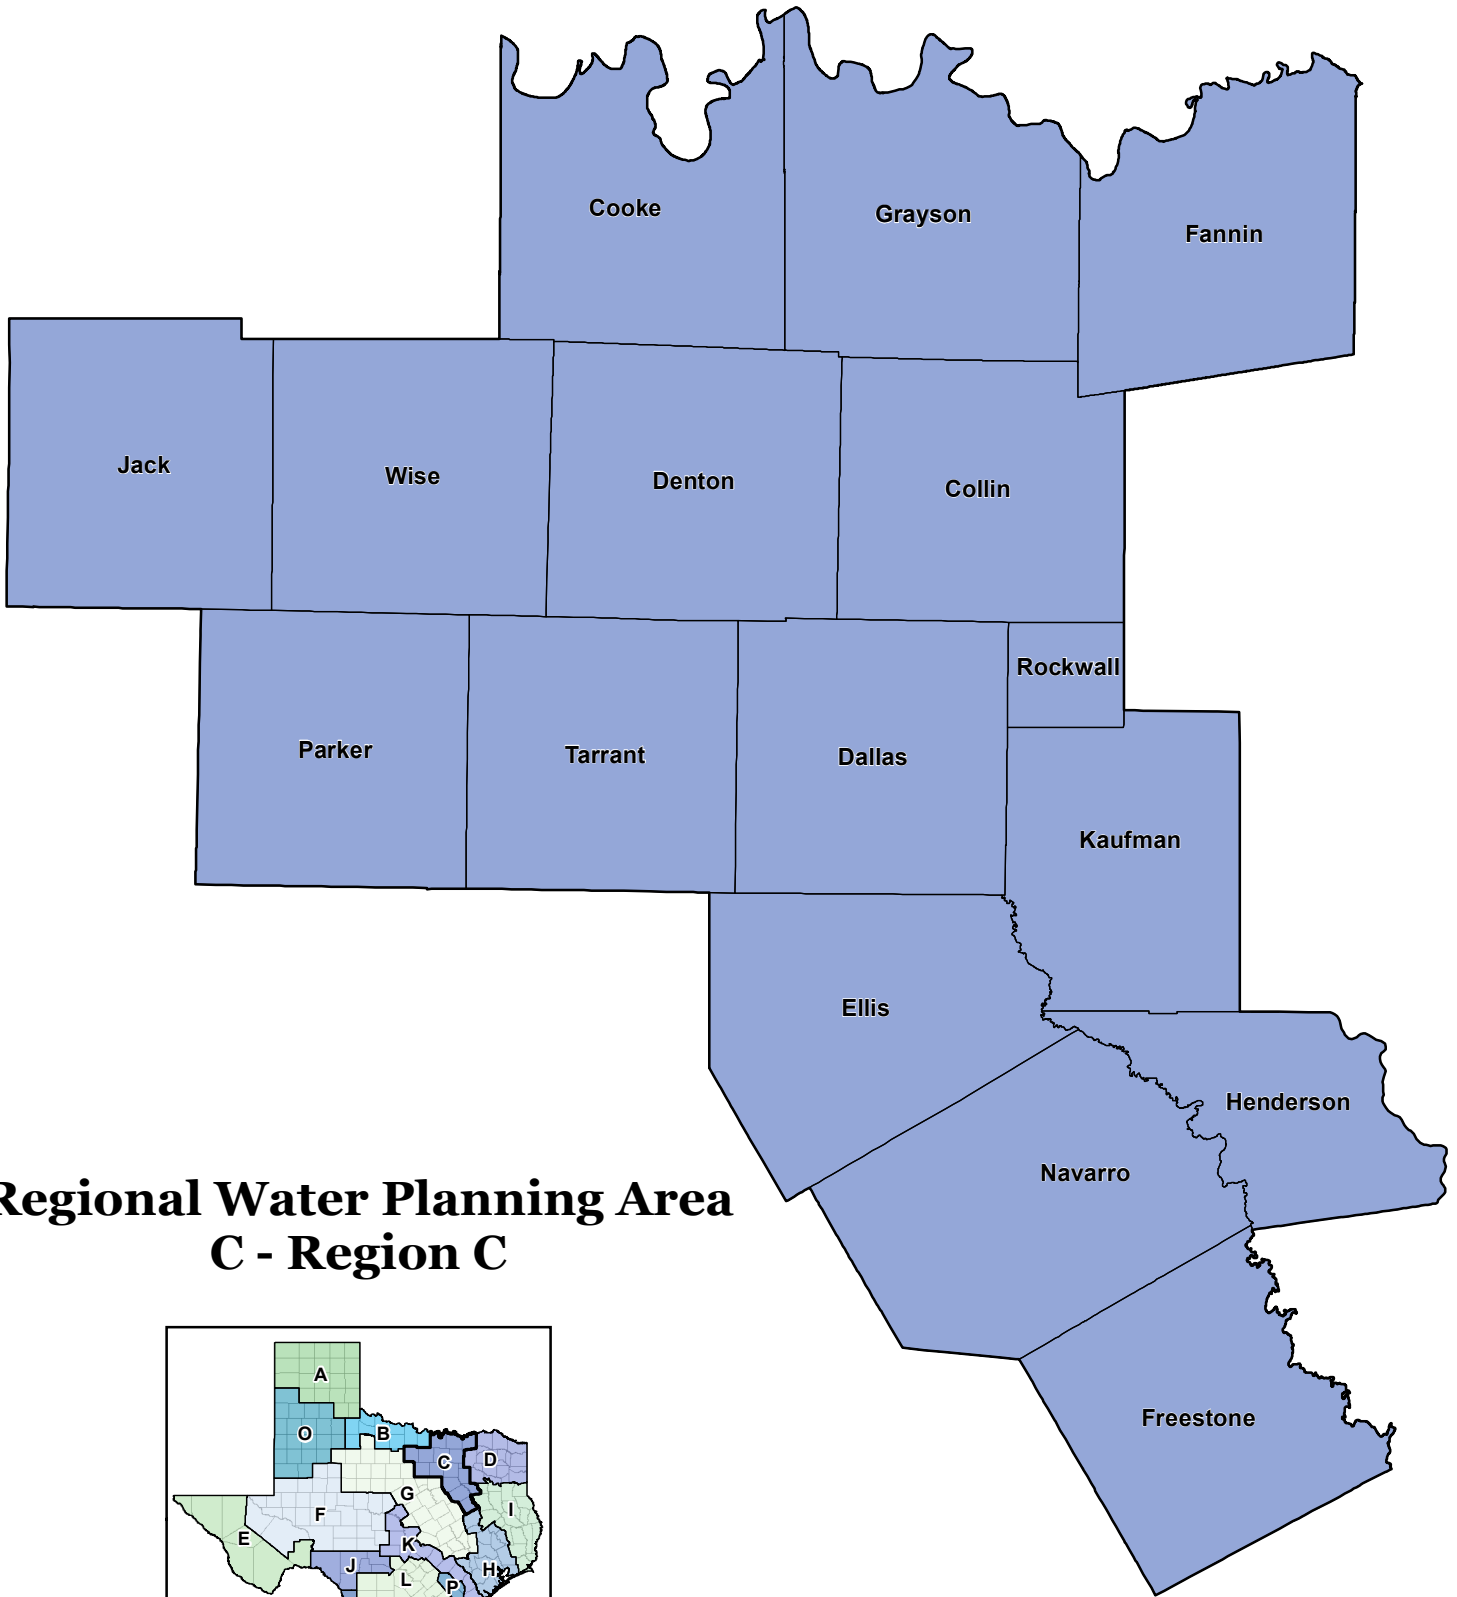 Cooke
Grayson
Fannin
Jack
Wise
Denton
Collin
Rockwall
Parker
Tarrant
Dallas
Kaufman
Ellis
Henderson
Navarro
Freestone
Regional Water Planning Area
C - Region C
A
O
B
C
D
G
F
I
E
K
J
H
L
P